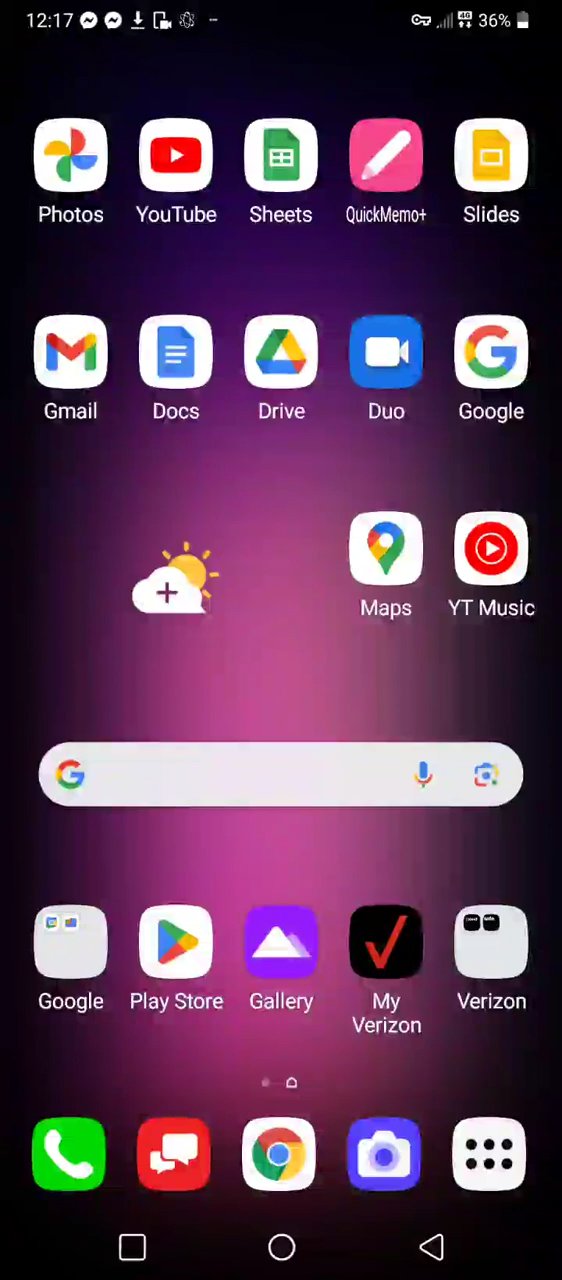 12:17 4G 36%
Photos YouTube Sheets QuickMemo+ Slides
Gmail Docs Drive Duo Google
Maps YT Music
Google Play Store Gallery My Verizon Verizon